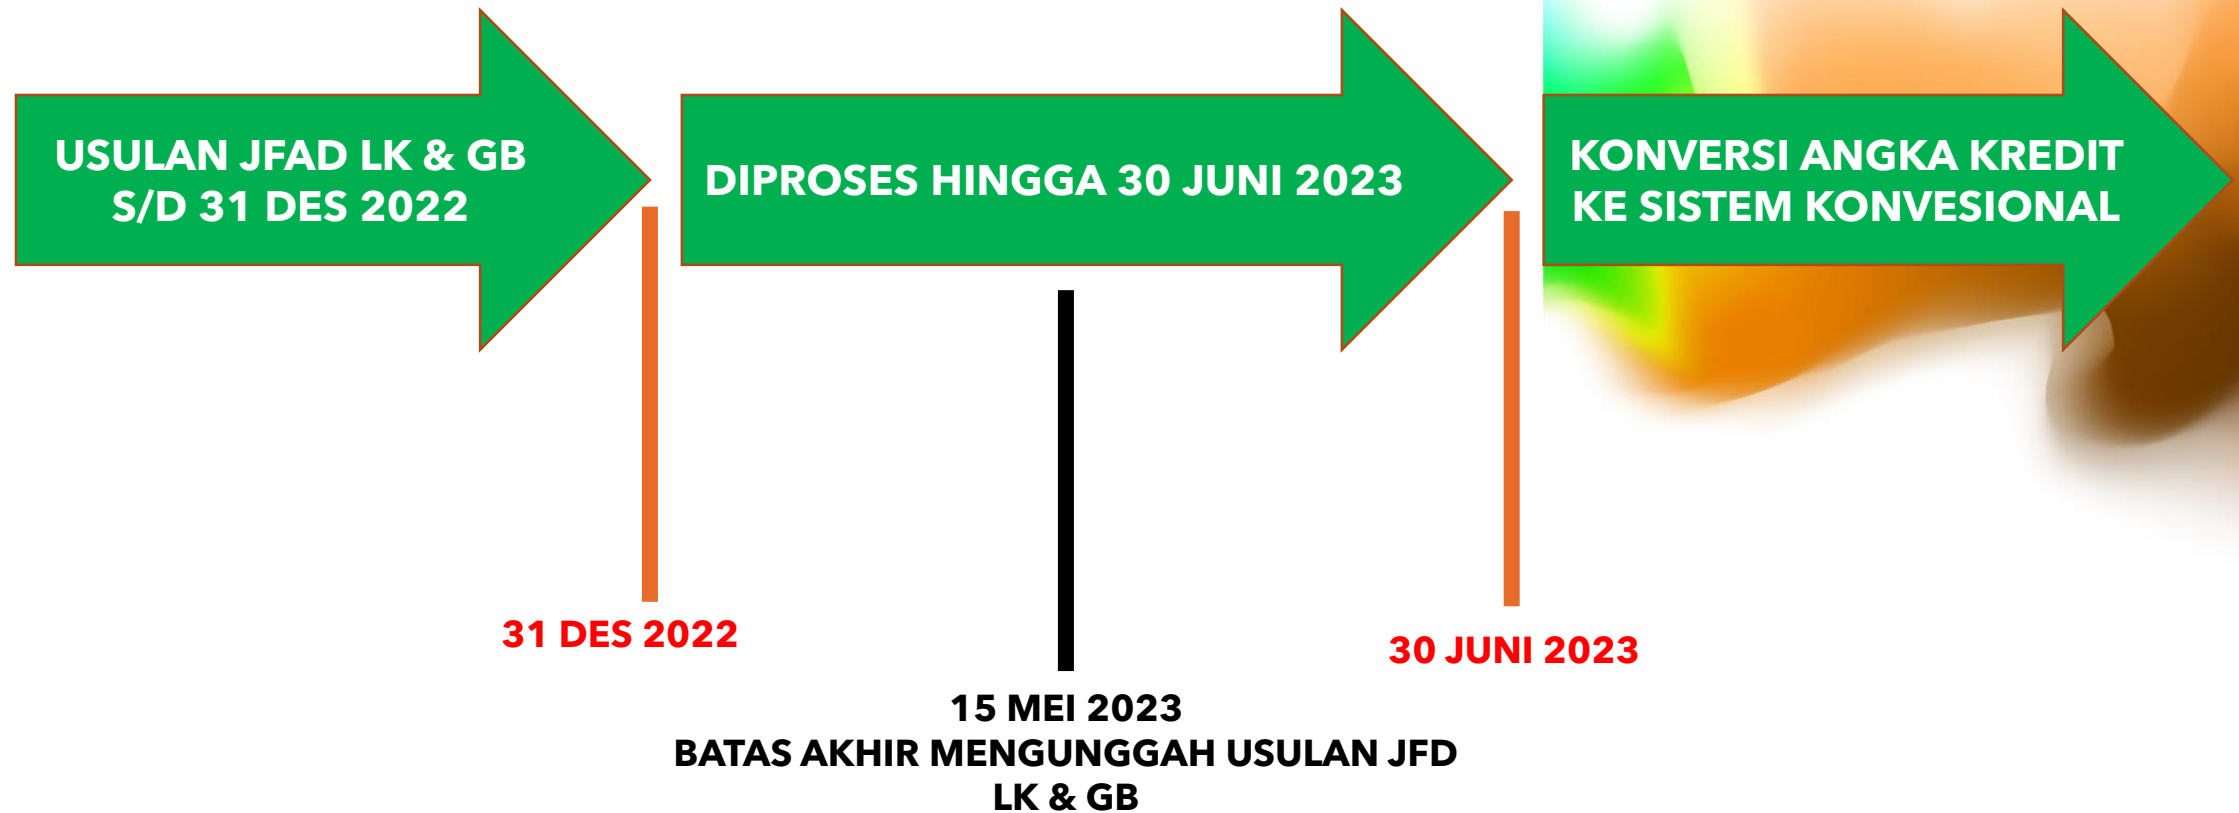 USULAN JFAD LK & GB
S/D 31 DES 2022
DIPROSES HINGGA 30 JUNI 2023
KONVERSI ANGKA KREDIT
KE SISTEM KONVESIONAL
31 DES 2022
30 JUNI 2023
15 MEI 2023
BATAS AKHIR MENGUNGGAH USULAN JFD
LK & GB